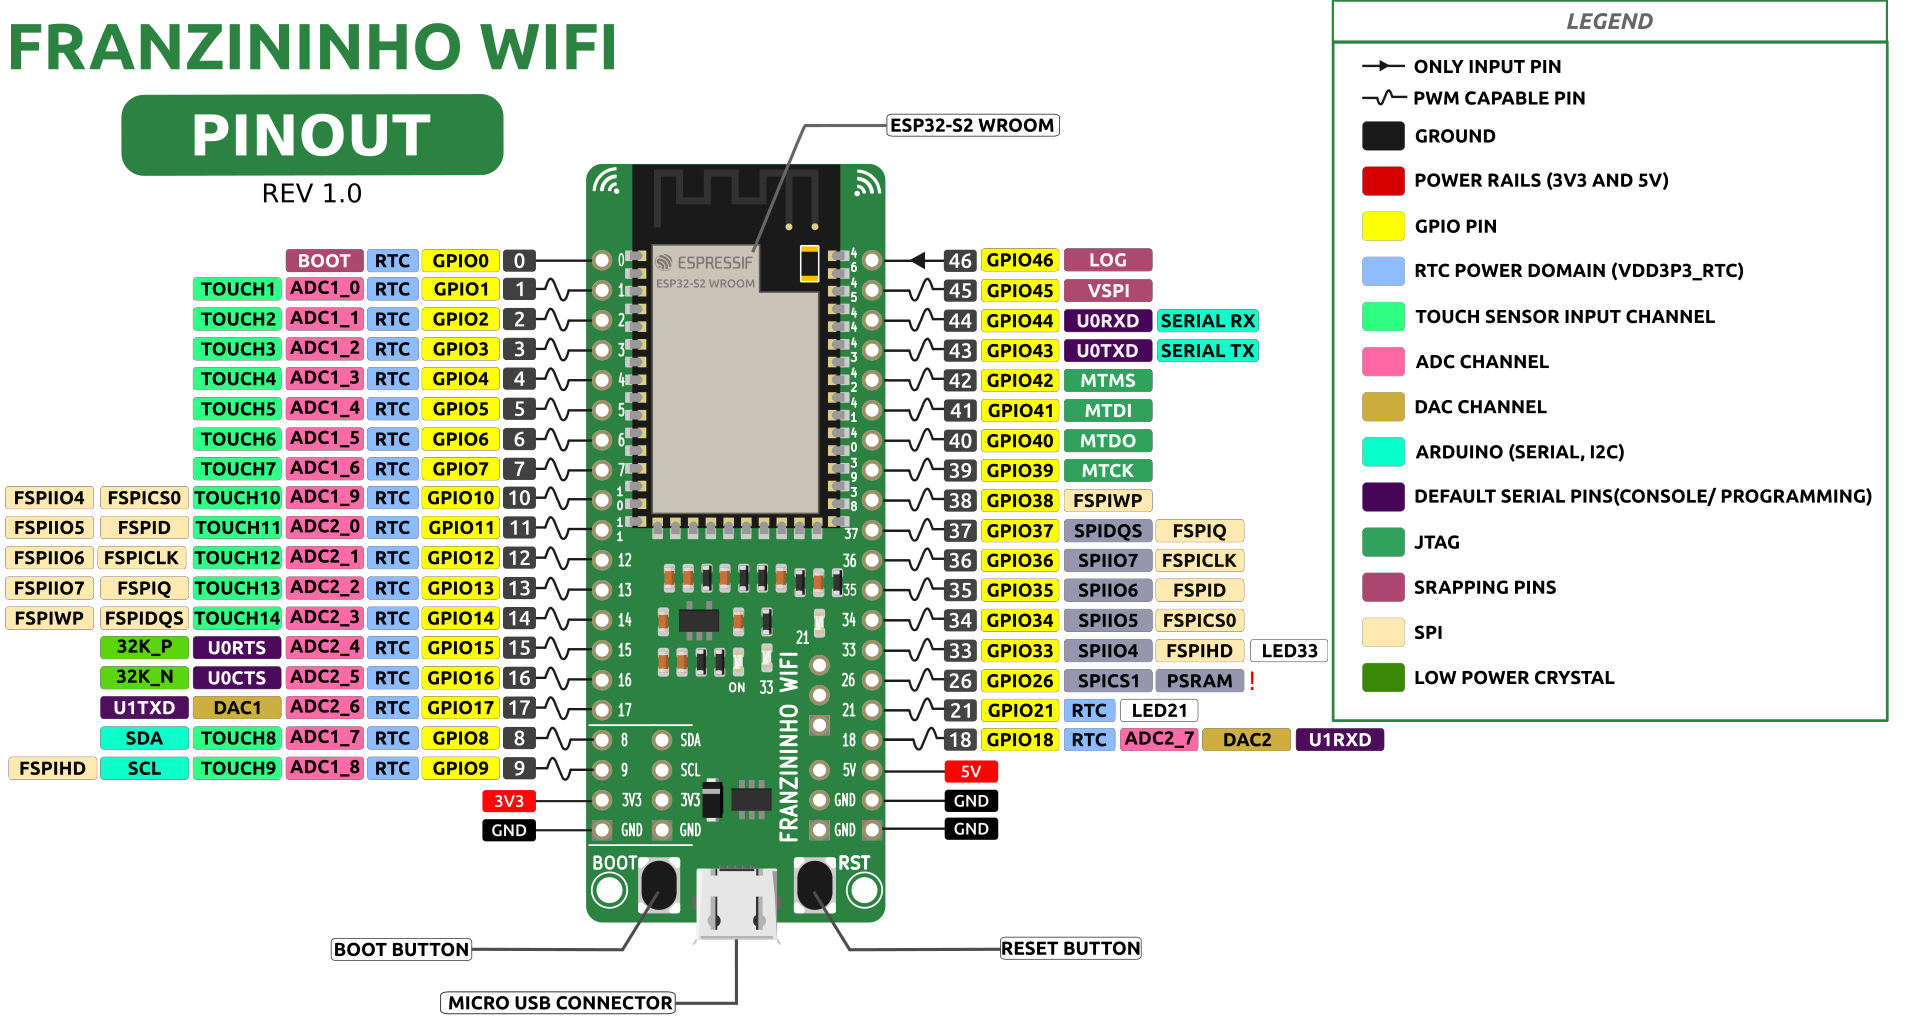 FRANZININHO WIFI
PINOUT
REV 1.0
ESP32-S2 WROOM
LEGEND
ONLY INPUT PIN
PWM CAPABLE PIN
GROUND
POWER RAILS (3V3 AND 5V)
GPIO PIN
RTC POWER DOMAIN (VDD3P3_RTC)
TOUCH SENSOR INPUT CHANNEL
ADC CHANNEL
DAC CHANNEL
ARDUINO (SERIAL, I2C)
DEFAULT SERIAL PINS(CONSOLE/ PROGRAMMING)
JTAG
SRAPPING PINS
SPI
LOW POWER CRYSTAL
BOOT RTC GPIO0 0
TOUCH1 ADC1_0 RTC GPIO1 1
TOUCH2 ADC1_1 RTC GPIO2 2
TOUCH3 ADC1_2 RTC GPIO3 3
TOUCH4 ADC1_3 RTC GPIO4 4
TOUCH5 ADC1_4 RTC GPIO5 5
TOUCH6 ADC1_5 RTC GPIO6 6
TOUCH7 ADC1_6 RTC GPIO7 7
FSPIIO4 FSPICS0 TOUCH10 ADC1_9 RTC GPIO10 10
FSPIIO5 FSPID TOUCH11 ADC2_0 RTC GPIO11 11
FSPIIO6 FSPICLK TOUCH12 ADC2_1 RTC GPIO12 12
FSPIIO7 FSPIQ TOUCH13 ADC2_2 RTC GPIO13 13
FSPIWP FSPIDQS TOUCH14 ADC2_3 RTC GPIO14 14
32K_P U0RTS ADC2_4 RTC GPIO15 15
32K_N U0CTS ADC2_5 RTC GPIO16 16
U1TXD DAC1 ADC2_6 RTC GPIO17 17
SDA TOUCH8 ADC1_7 RTC GPIO8 8
FSPIHD SCL TOUCH9 ADC1_8 RTC GPIO9 9
3V3
GND
ESPRESSIF
ESP32-S2 WROOM
0
1
2
3
4
5
6
7
10
11
12
13
14
15
16
17
8 SDA
9 SCL
3V3 3V3
GND GND
46
45
44
43
42
41
40
39
38
37
36
35
34
33
26
21
18
5V
GND
GND
21
ON 33
FRANZININHO WIFI
BOOT
RST
46 GPIO46 LOG
45 GPIO45 VSPI
44 GPIO44 U0RXD SERIAL RX
43 GPIO43 U0TXD SERIAL TX
42 GPIO42 MTMS
41 GPIO41 MTDI
40 GPIO40 MTDO
39 GPIO39 MTCK
38 GPIO38 FSPIWP
37 GPIO37 SPIDQS FSPIQ
36 GPIO36 SPIIO7 FSPICLK
35 GPIO35 SPIIO6 FSPID
34 GPIO34 SPIIO5 FSPICS0
33 GPIO33 SPIIO4 FSPIHD LED33
26 GPIO26 SPICS1 PSRAM !
21 GPIO21 RTC LED21
18 GPIO18 RTC ADC2_7 DAC2 U1RXD
5V
GND
GND
BOOT BUTTON
RESET BUTTON
MICRO USB CONNECTOR